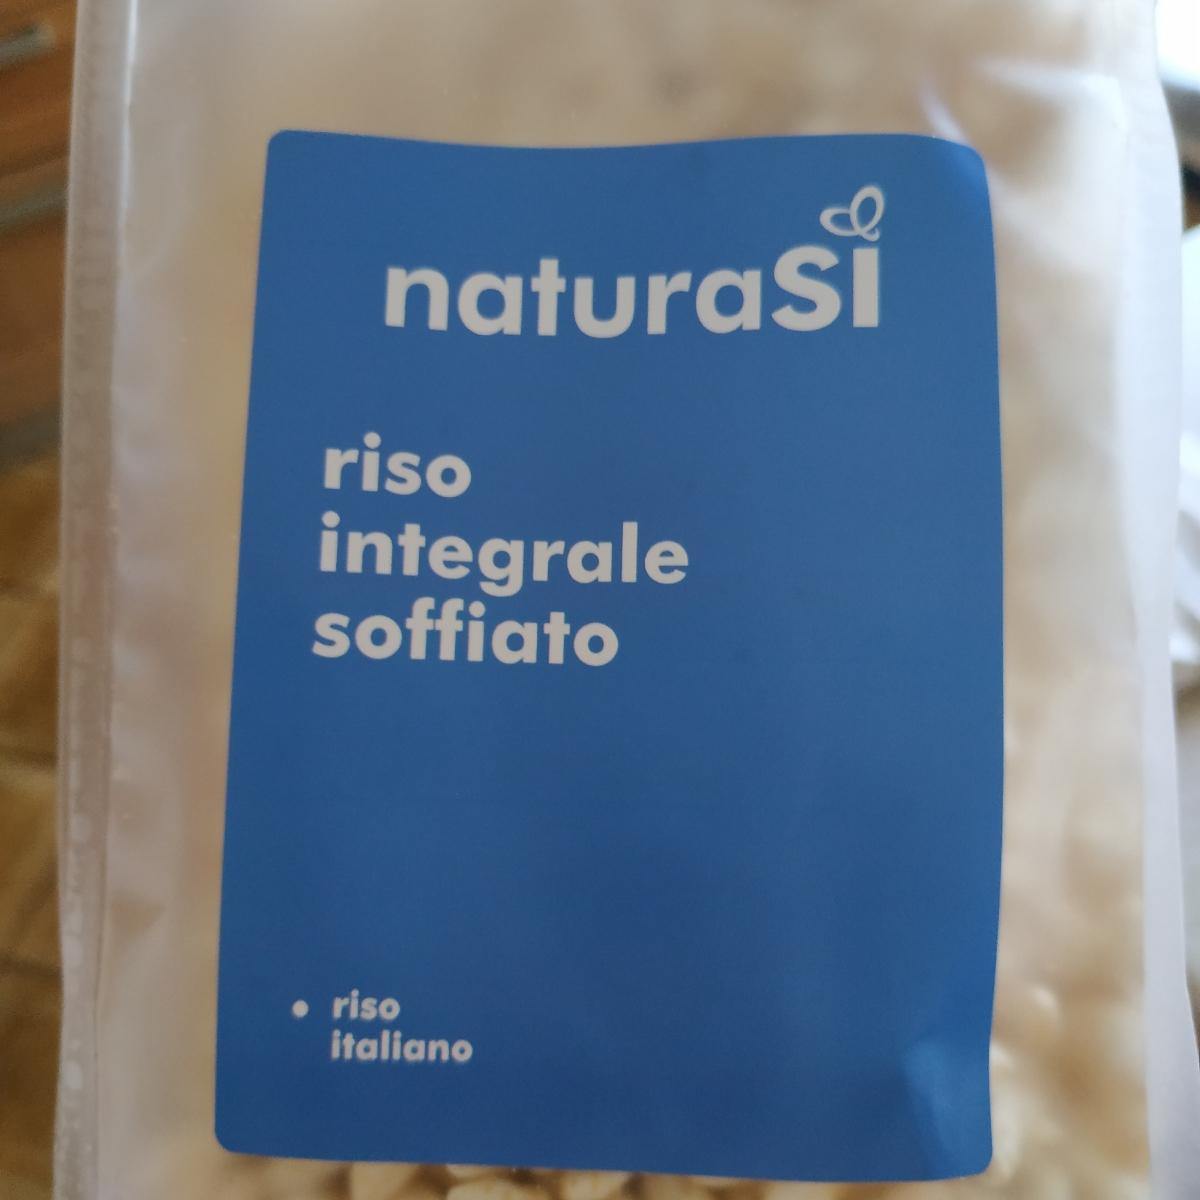 naturaSì
riso
integrale
soffiato
• riso
italiano